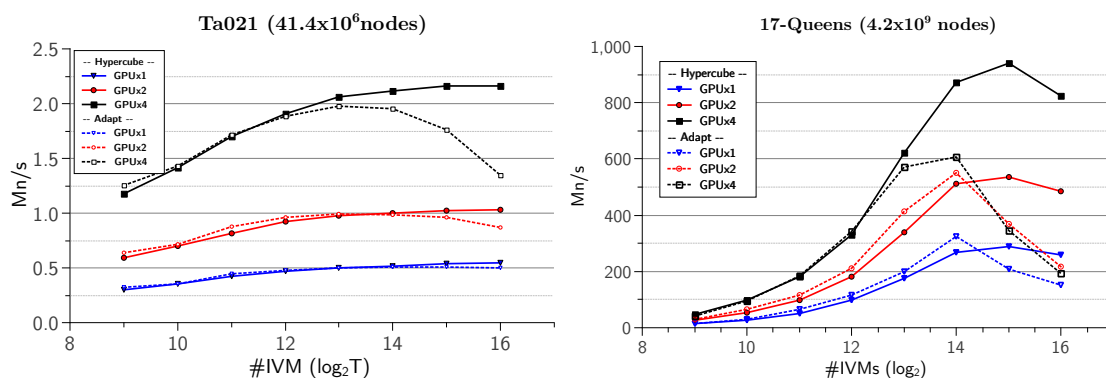 Ta021 (41.4x10⁶nodes)
2.5
2.0
1.5
1.0
0.5
0.0
Mn/s
-- Hypercube --
GPUx1
GPUx2
GPUx4
-- Adapt --
GPUx1
GPUx2
GPUx4
8
10
12
14
16
#IVM (log₂T)
17-Queens (4.2x10⁹ nodes)
1,000
800
600
400
200
0
Mn/s
-- Hypercube --
GPUx1
GPUx2
GPUx4
-- Adapt --
GPUx1
GPUx2
GPUx4
8
10
12
14
16
#IVMs (log₂)